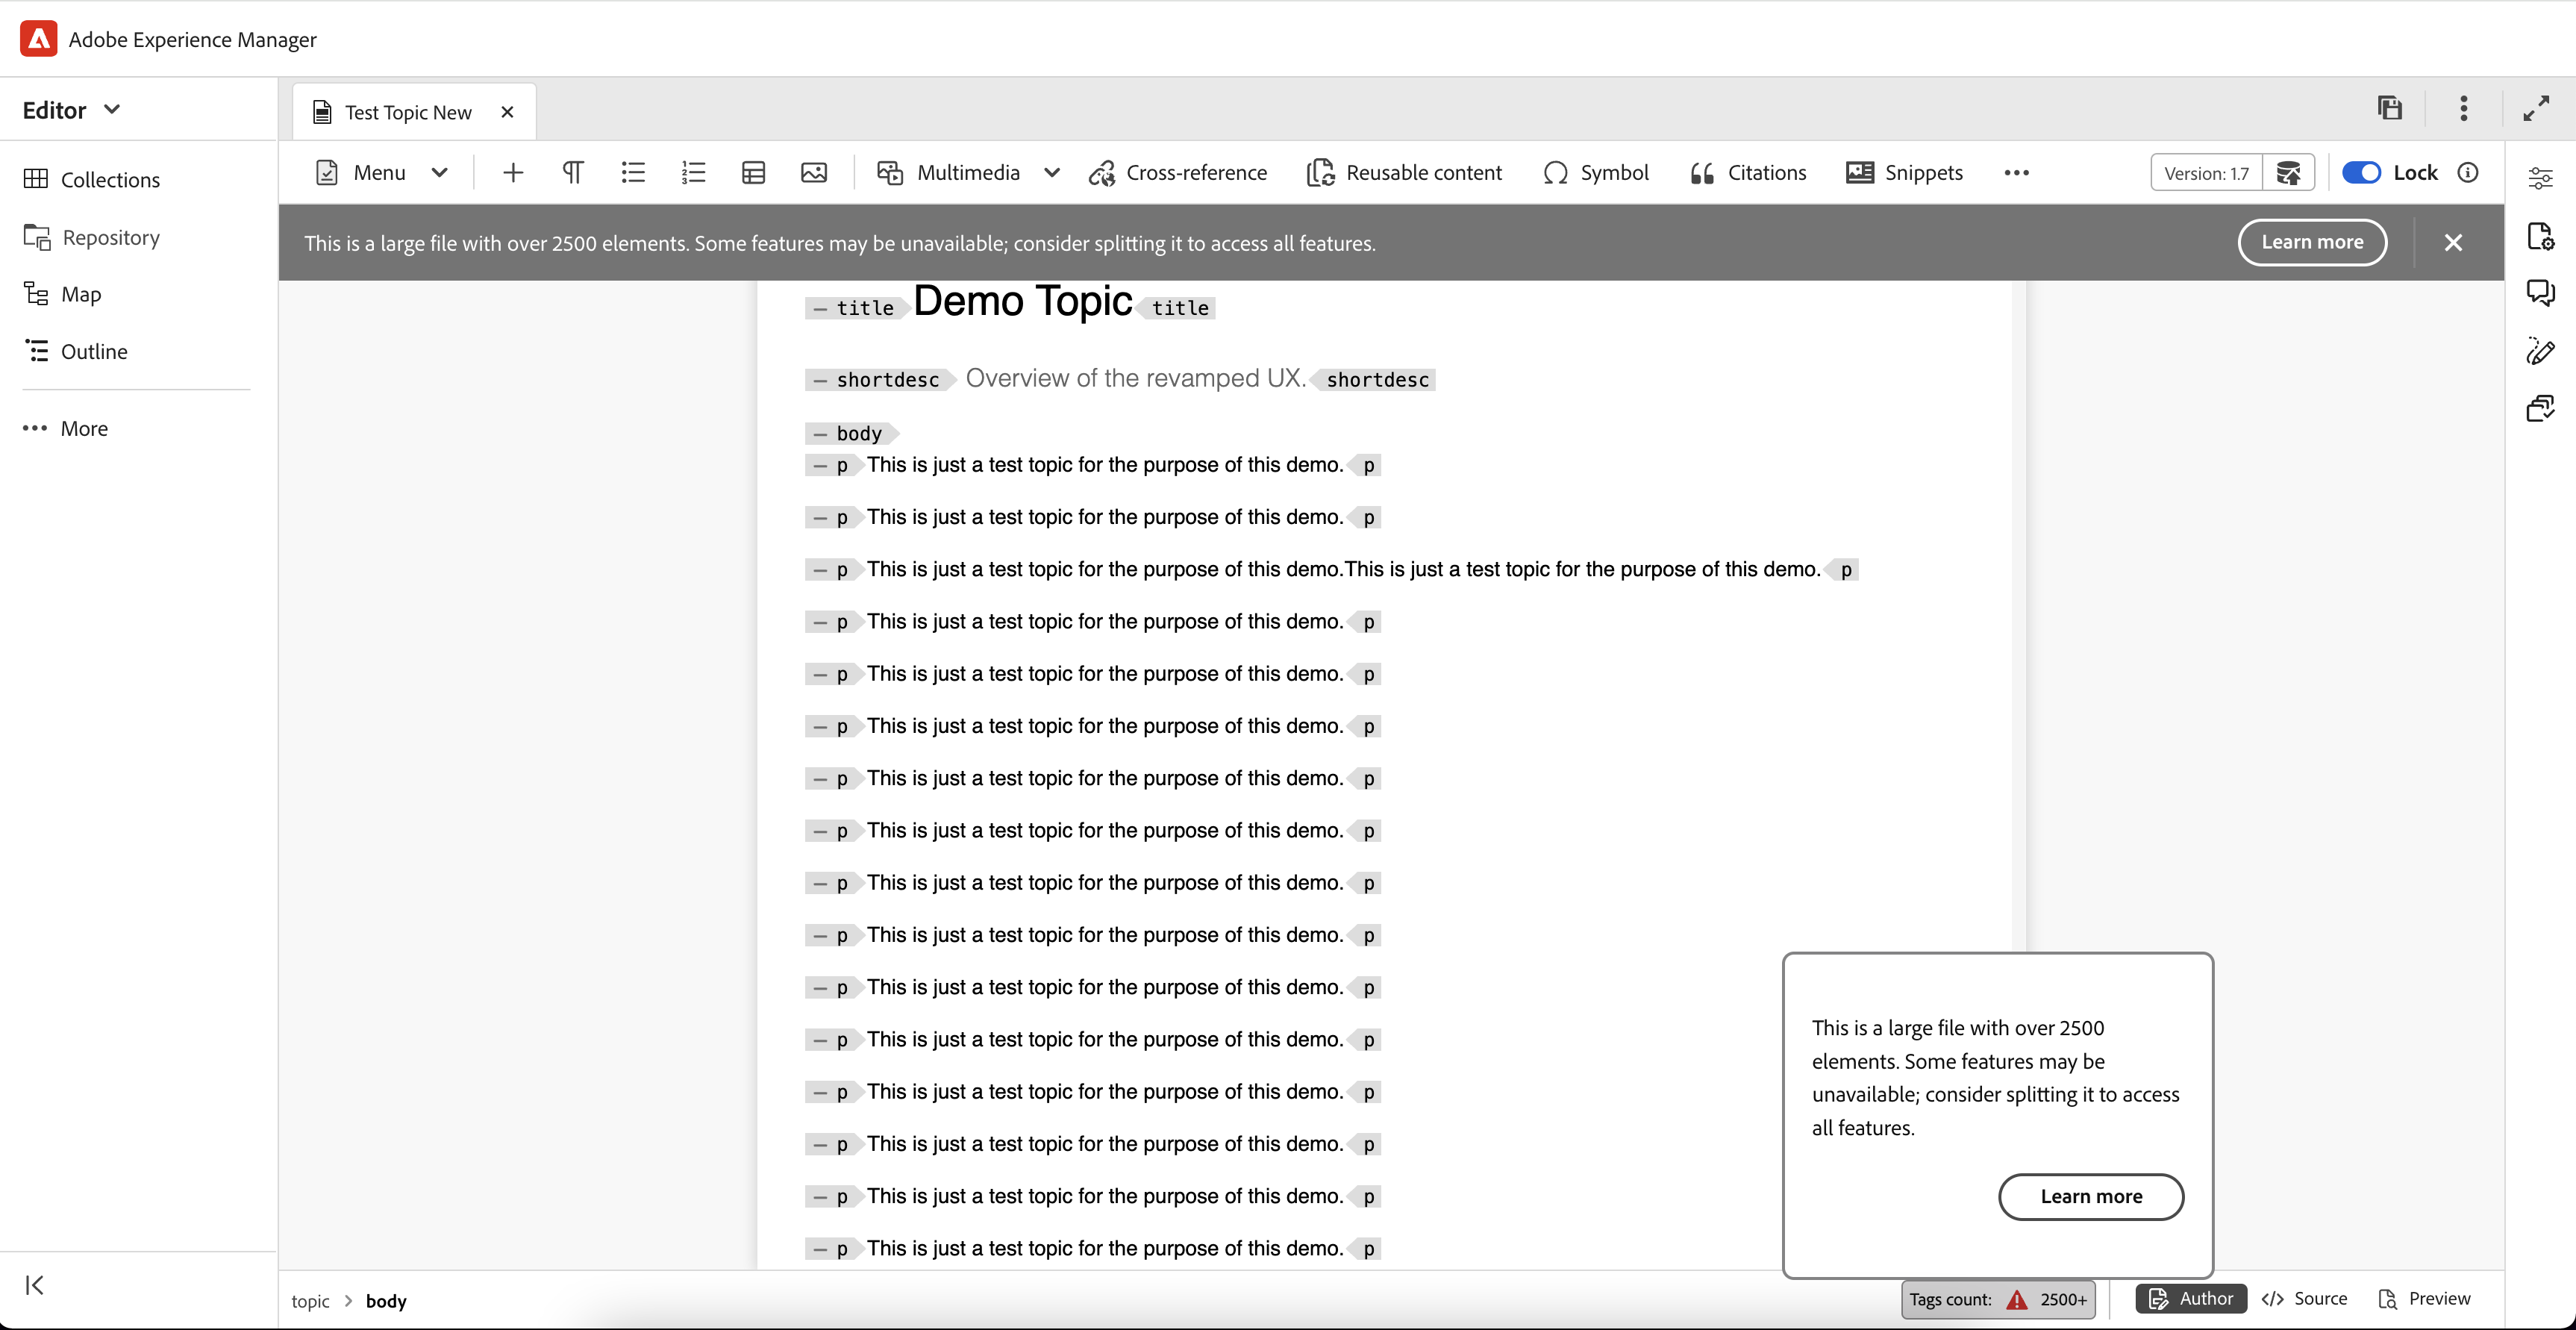 Adobe Experience Manager
Editor
Test Topic New
Collections
Repository
Map
Outline
More
Menu
Multimedia
Cross-reference
Reusable content
Symbol
Citations
Snippets
Version: 1.7
Lock
This is a large file with over 2500 elements. Some features may be unavailable; consider splitting it to access all features.
Learn more
title Demo Topic title
shortdesc Overview of the revamped UX. shortdesc
body
p This is just a test topic for the purpose of this demo. p
p This is just a test topic for the purpose of this demo. p
p This is just a test topic for the purpose of this demo.This is just a test topic for the purpose of this demo. p
p This is just a test topic for the purpose of this demo. p
p This is just a test topic for the purpose of this demo. p
p This is just a test topic for the purpose of this demo. p
p This is just a test topic for the purpose of this demo. p
p This is just a test topic for the purpose of this demo. p
p This is just a test topic for the purpose of this demo. p
p This is just a test topic for the purpose of this demo. p
p This is just a test topic for the purpose of this demo. p
p This is just a test topic for the purpose of this demo. p
p This is just a test topic for the purpose of this demo. p
p This is just a test topic for the purpose of this demo. p
p This is just a test topic for the purpose of this demo. p
p This is just a test topic for the purpose of this demo. p
This is a large file with over 2500
elements. Some features may be
unavailable; consider splitting it to access
all features.
Learn more
topic > body
Tags count: 2500+
Author
Source
Preview